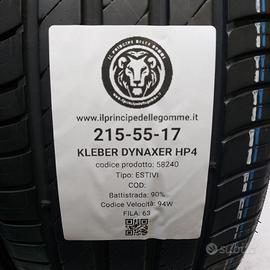 IL PRINCIPE DELLE GOMME
www.ilprincipedellegomme.it
215-55-17
KLEBER DYNAXER HP4
codice prodotto: 58240
Tipo: ESTIVI
COD:
Battistrada: 90%
Codice Velocità: 94W
FILA: 63
subito